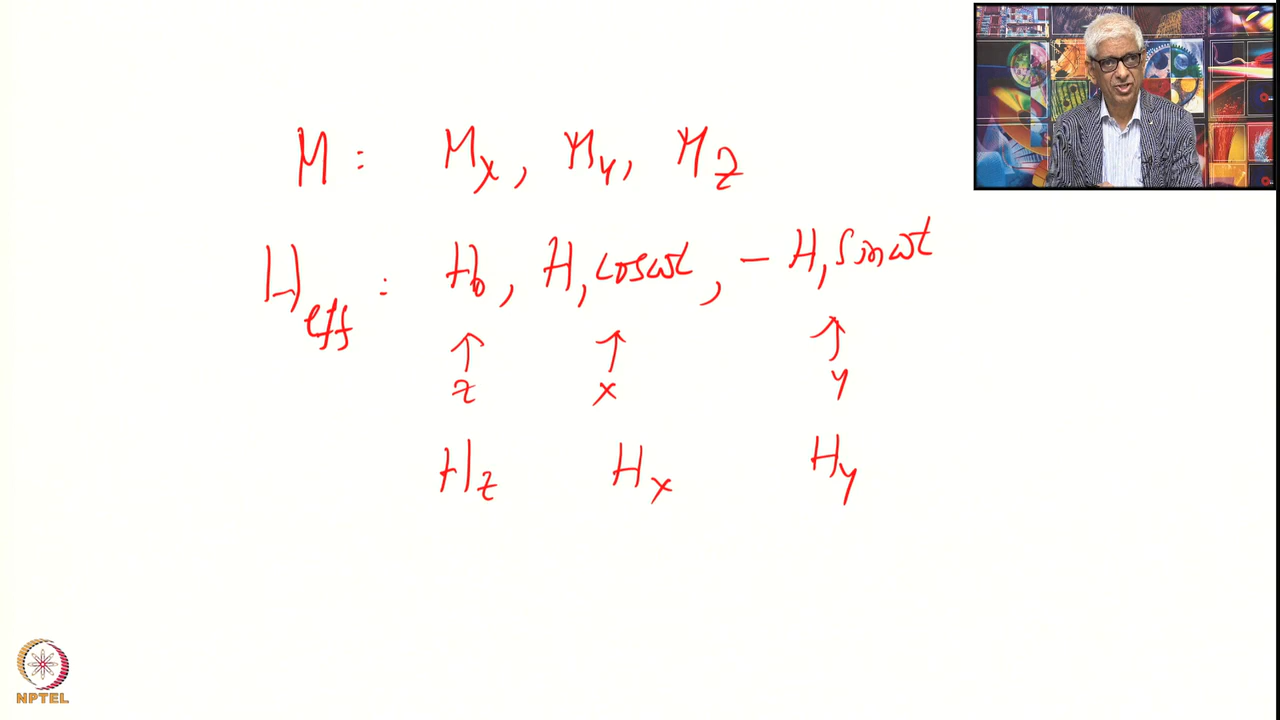 M : Mx, My, Mz
Heff : H0, H1 cosωt, - H1 sinωt
↑ ↑ ↑
z x y
Hz Hx Hy
NPTEL